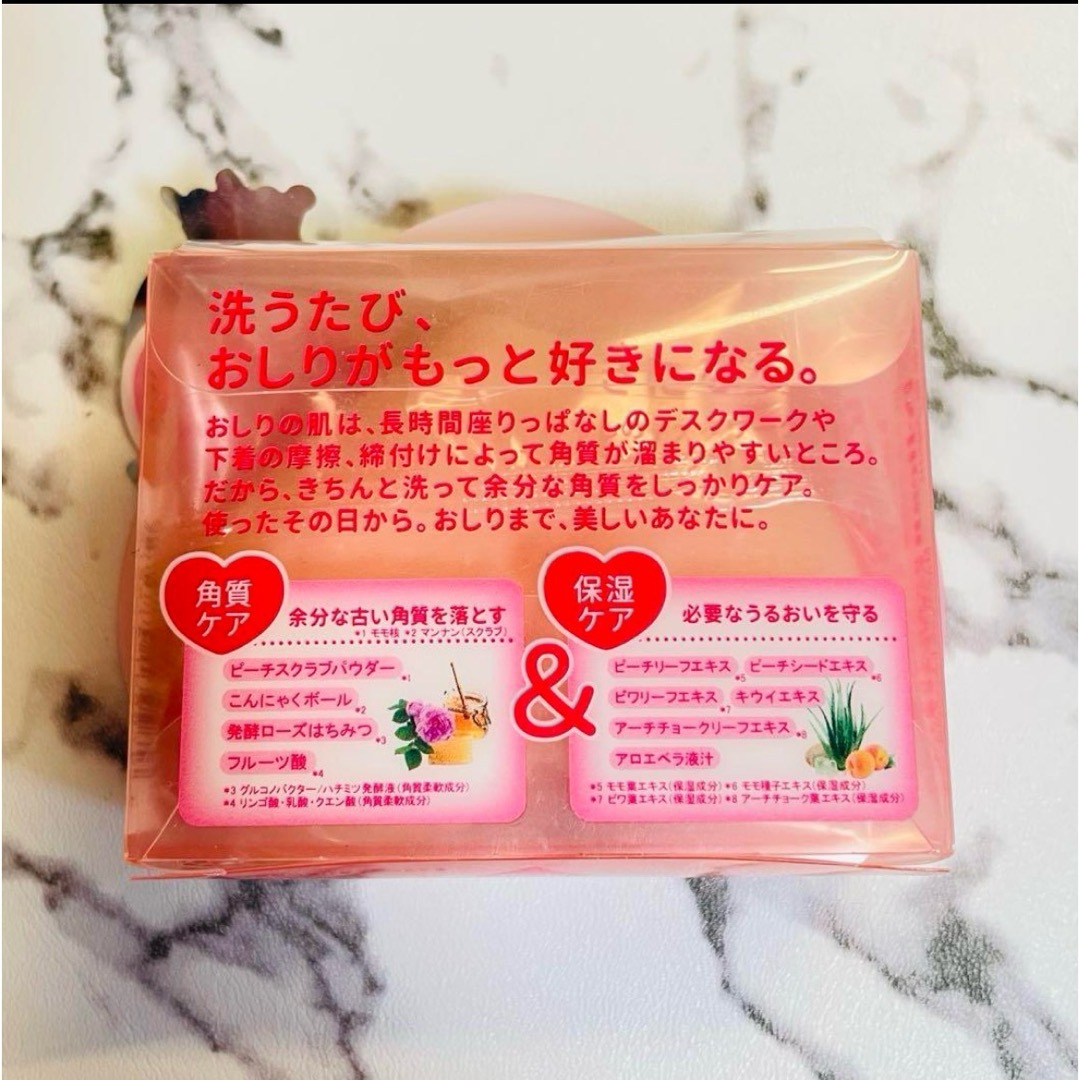 洗うたび、
おしりがもっと好きになる。
おしりの肌は、長時間座りっぱなしのデスクワークや
下着の摩擦、締付けによって角質が溜まりやすいところ。
だから、きちんと洗って余分な角質をしっかりケア。
使ったその日から。おしりまで、美しいあなたに。
角質
ケア
余分な古い角質を落とす
*1 モモ核 *2 マンナン(スクラブ)
ピーチスクラブパウダー*1
こんにゃくボール*2
発酵ローズはちみつ*3
フルーツ酸*4
*3 グルコノバクター/ハチミツ発酵液(角質柔軟成分)
*4 リンゴ酸・乳酸・クエン酸(角質柔軟成分)
&
保湿
ケア
必要なうるおいを守る
ピーチリーフエキス*5 ピーチシードエキス*6
ビワリーフエキス*7 キウイエキス
アーチチョークリーフエキス*8
アロエベラ液汁
*5 モモ葉エキス(保湿成分) *6 モモ種子エキス(保湿成分)
*7 ビワ葉エキス(保湿成分) *8 アーチチョーク葉エキス(保湿成分)